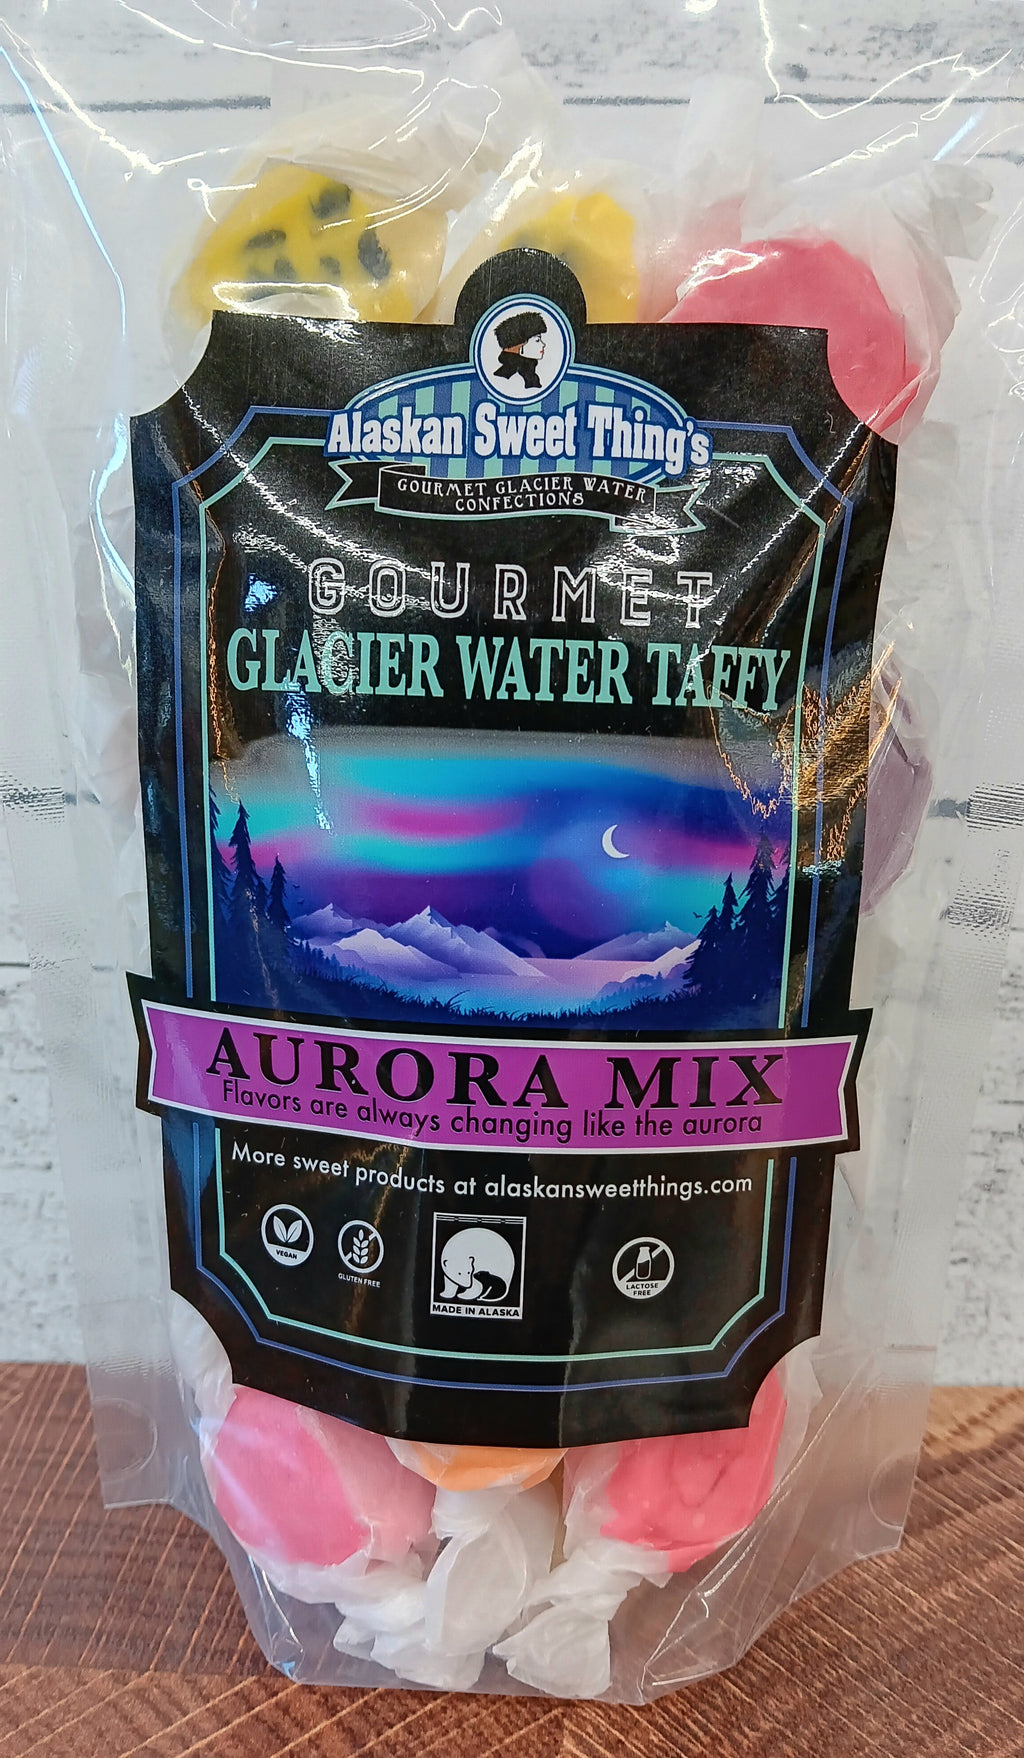 Alaskan Sweet Thing's
GOURMET GLACIER WATER
CONFECTIONS
GOURMET
GLACIER WATER TAFFY
AURORA MIX
Flavors are always changing like the aurora
More sweet products at alaskansweetthings.com
VEGAN
GLUTEN FREE
MADE IN ALASKA
LACTOSE
FREE